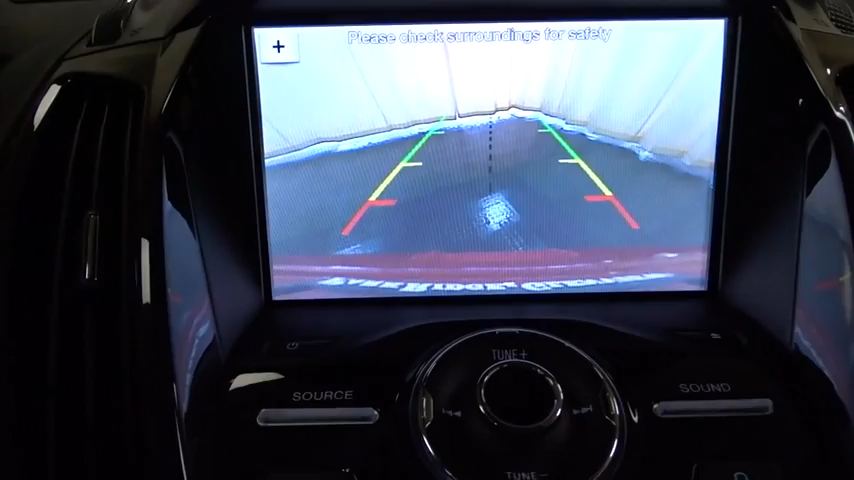 Please check surroundings for safety
+
TUNE+
SOURCE
SOUND
TUNE−